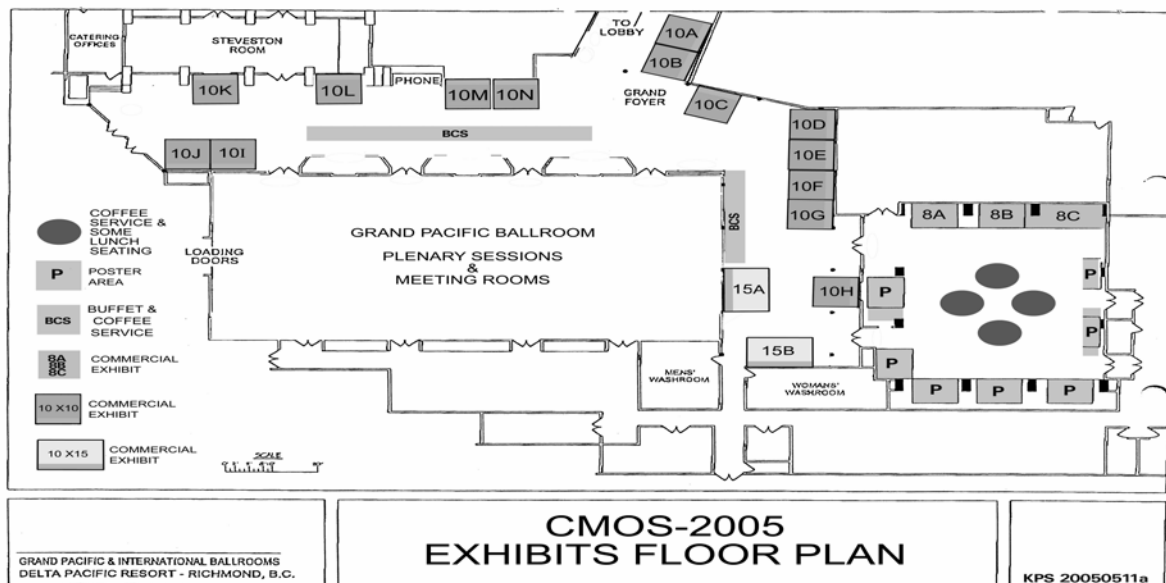 CATERING
OFFICES
STEVESTON
ROOM
TO
LOBBY
10A
10B
10K
10L
PHONE
10M
10N
GRAND
FOYER
10C
BCS
10D
10J
10I
10E
10F
10G
8A
8B
8C
BCS
COFFEE
SERVICE &
SOME
LUNCH
SEATING
LOADING
DOORS
GRAND PACIFIC BALLROOM
PLENARY SESSIONS
&
MEETING ROOMS
P
POSTER
AREA
15A
10H
P
P
BCS
BUFFET &
COFFEE
SERVICE
P
15B
8A
8B
8C
COMMERCIAL
EXHIBIT
MENS'
WASHROOM
WOMANS'
WASHROOM
P
P
P
P
10 X10
COMMERCIAL
EXHIBIT
10 X15
COMMERCIAL
EXHIBIT
SCALE
GRAND PACIFIC & INTERNATIONAL BALLROOMS
DELTA PACIFIC RESORT - RICHMOND, B.C.
CMOS-2005
EXHIBITS FLOOR PLAN
KPS 20050511a